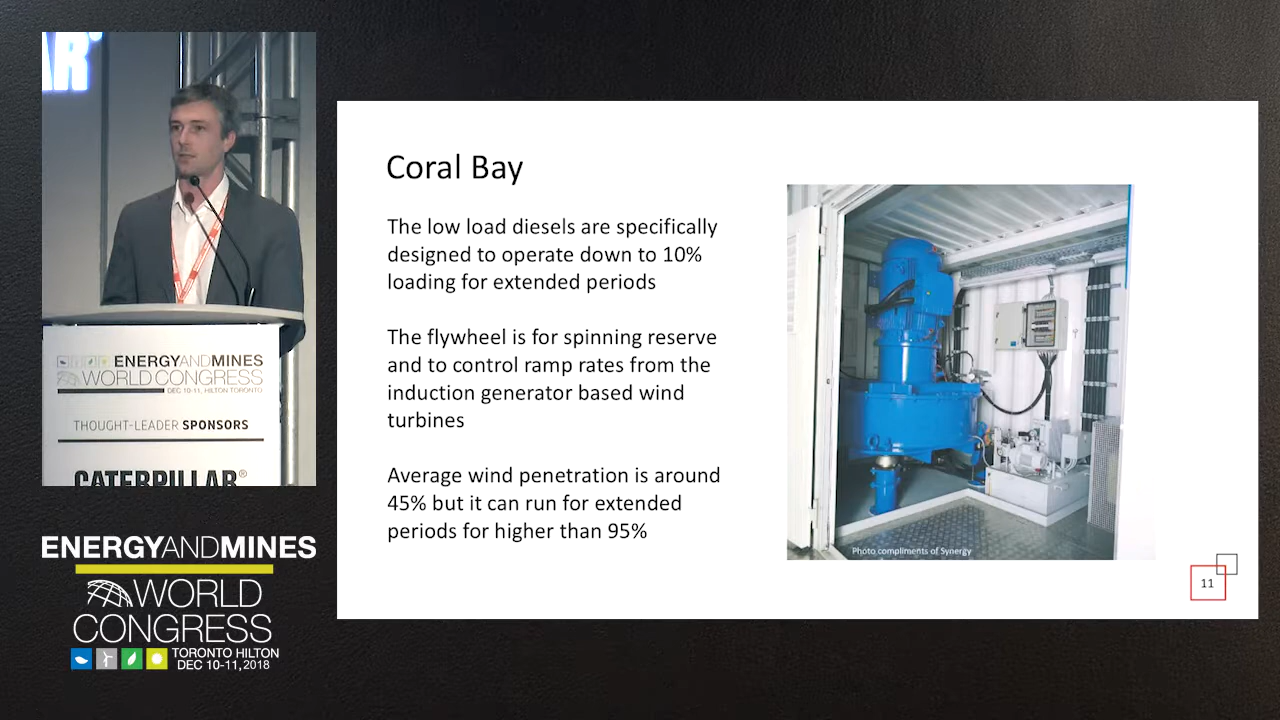 AR
ENERGYANDMINES
WORLD CONGRESS
DEC 10-11, HILTON TORONTO
THOUGHT-LEADER SPONSORS
CATERPILLAR®
ENERGYANDMINES
WORLD
CONGRESS
TORONTO HILTON
DEC 10-11, 2018
Coral Bay
The low load diesels are specifically
designed to operate down to 10%
loading for extended periods
The flywheel is for spinning reserve
and to control ramp rates from the
induction generator based wind
turbines
Average wind penetration is around
45% but it can run for extended
periods for higher than 95%
Photo compliments of Synergy
11